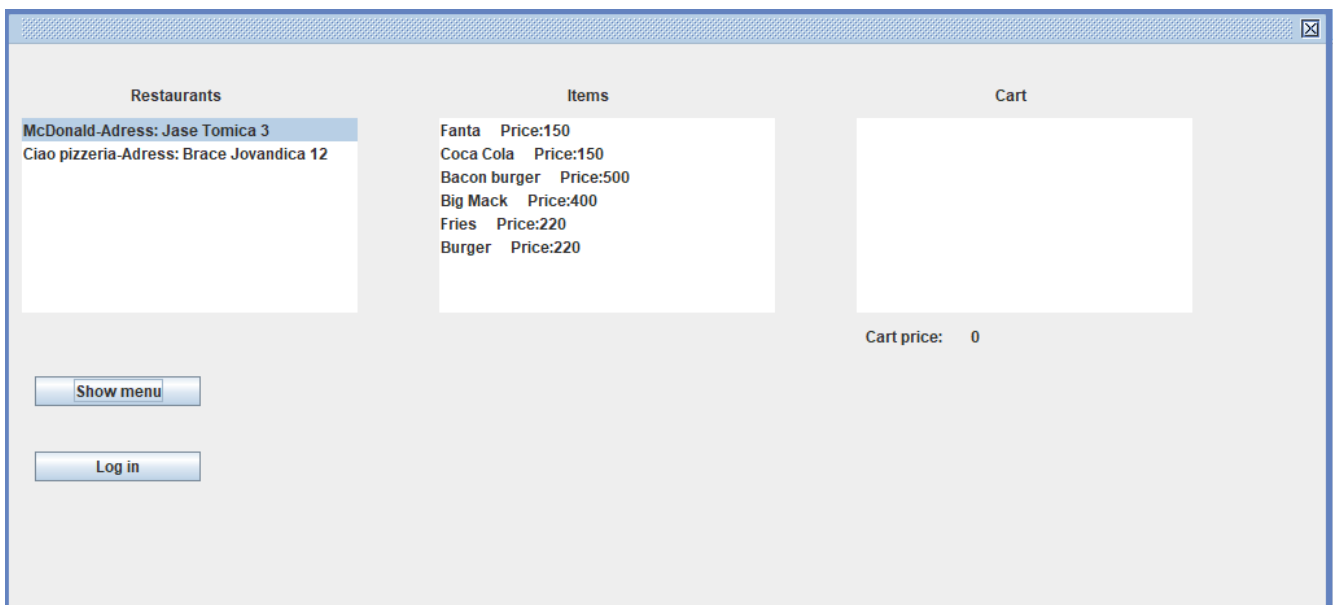 Restaurants
McDonald-Adress: Jase Tomica 3
Ciao pizzeria-Adress: Brace Jovandica 12
Items
Fanta Price:150
Coca Cola Price:150
Bacon burger Price:500
Big Mack Price:400
Fries Price:220
Burger Price:220
Cart
Cart price: 0
Show menu
Log in